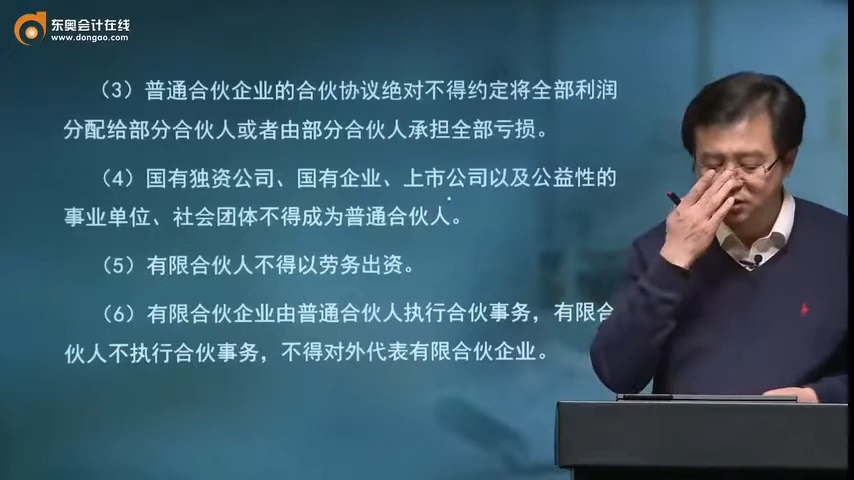 东奥会计在线
www.dongao.com
（3）普通合伙企业的合伙协议绝对不得约定将全部利润
分配给部分合伙人或者由部分合伙人承担全部亏损。
（4）国有独资公司、国有企业、上市公司以及公益性的
事业单位、社会团体不得成为普通合伙人。
（5）有限合伙人不得以劳务出资。
（6）有限合伙企业由普通合伙人执行合伙事务，有限合
伙人不执行合伙事务，不得对外代表有限合伙企业。